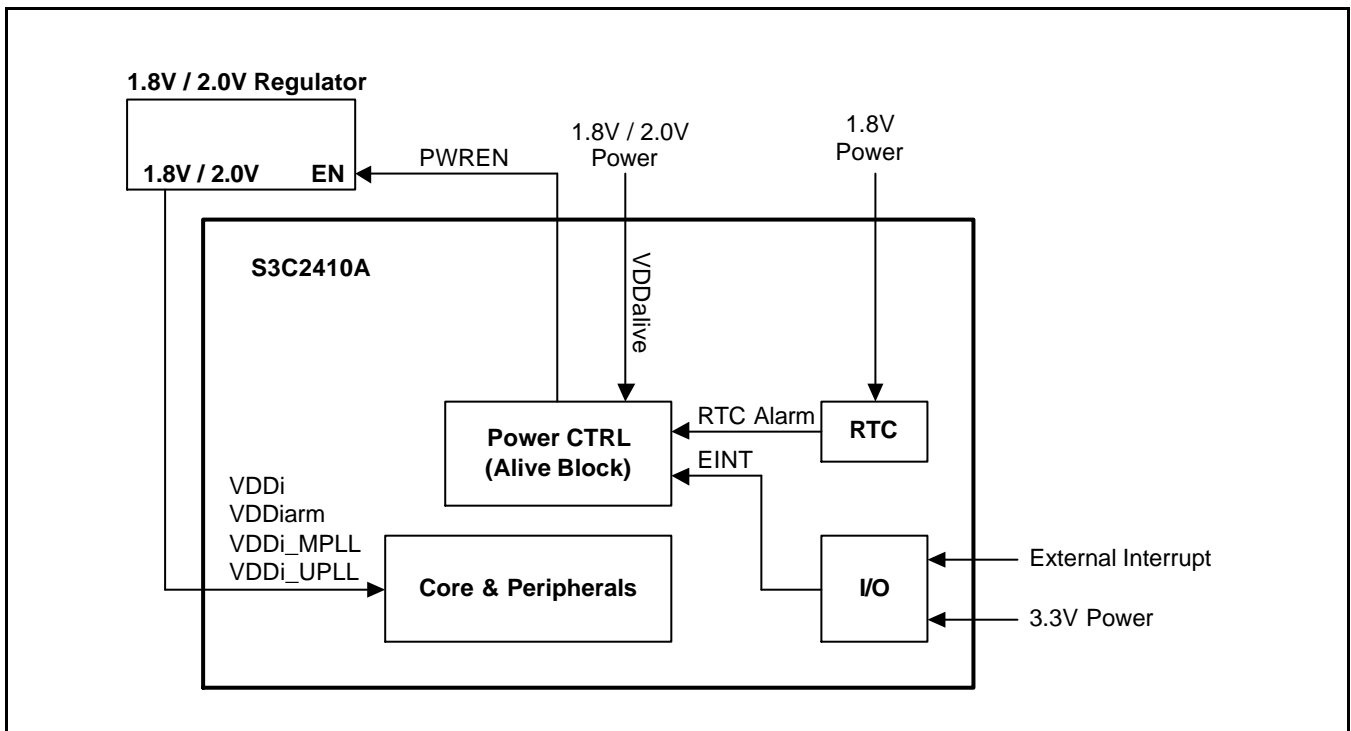 1.8V / 2.0V Regulator
1.8V / 2.0V
EN
PWREN
1.8V / 2.0V
Power
1.8V
Power
S3C2410A
VDDalive
Power CTRL
(Alive Block)
RTC Alarm
RTC
EINT
VDDi
VDDiarm
VDDi_MPLL
VDDi_UPLL
Core & Peripherals
I/O
External Interrupt
3.3V Power